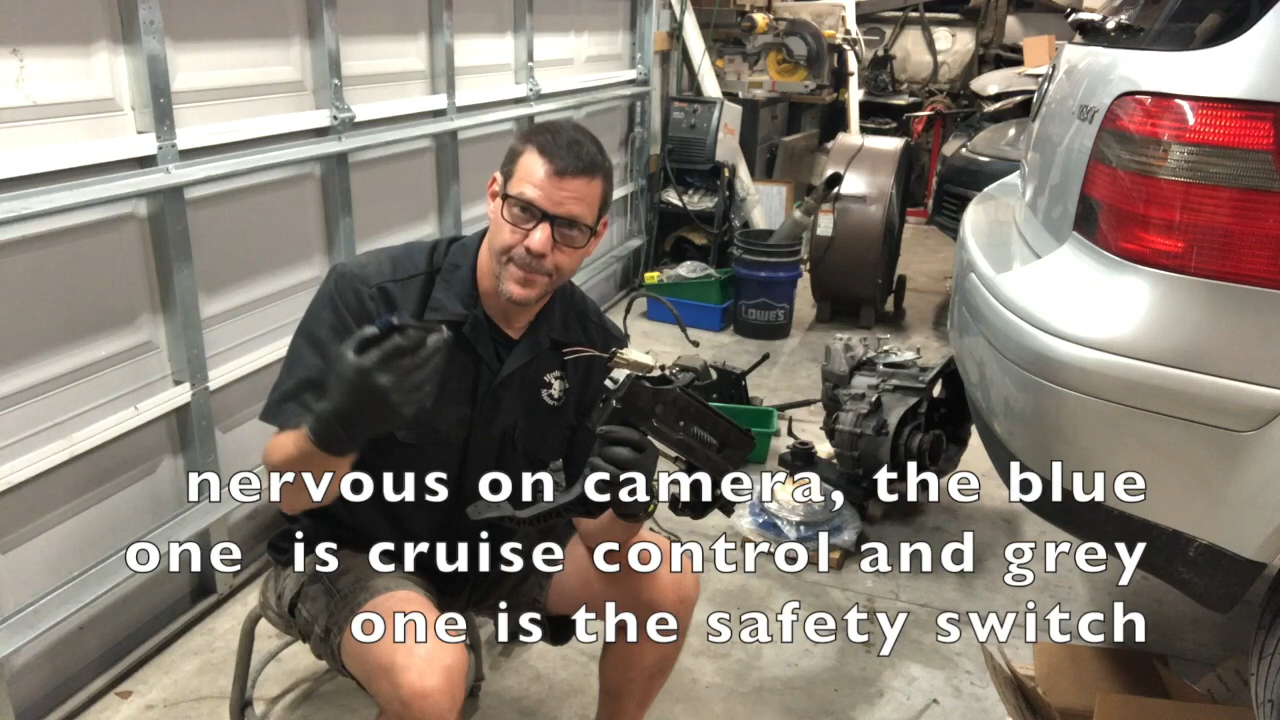 LOWE'S
nervous on camera, the blue
one is cruise control and grey
one is the safety switch